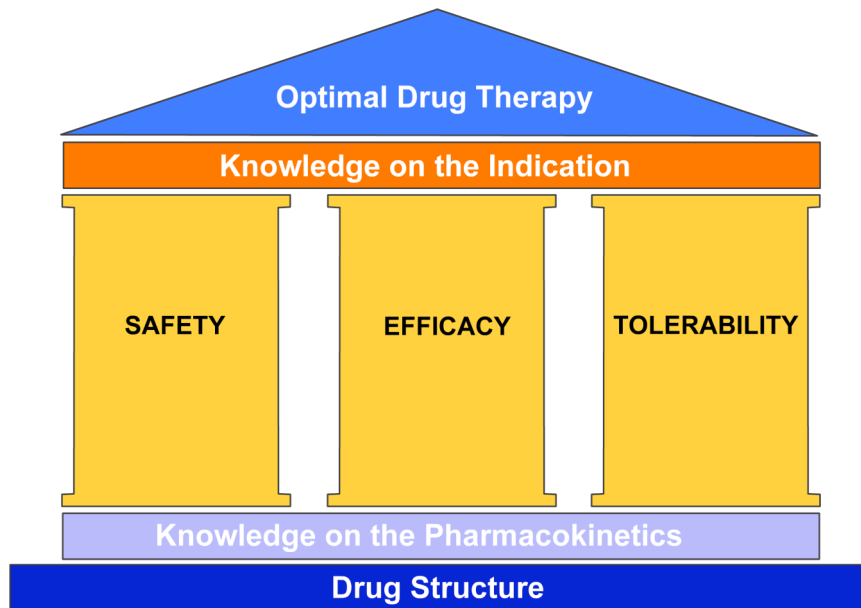 Optimal Drug Therapy
Knowledge on the Indication
SAFETY
EFFICACY
TOLERABILITY
Knowledge on the Pharmacokinetics
Drug Structure